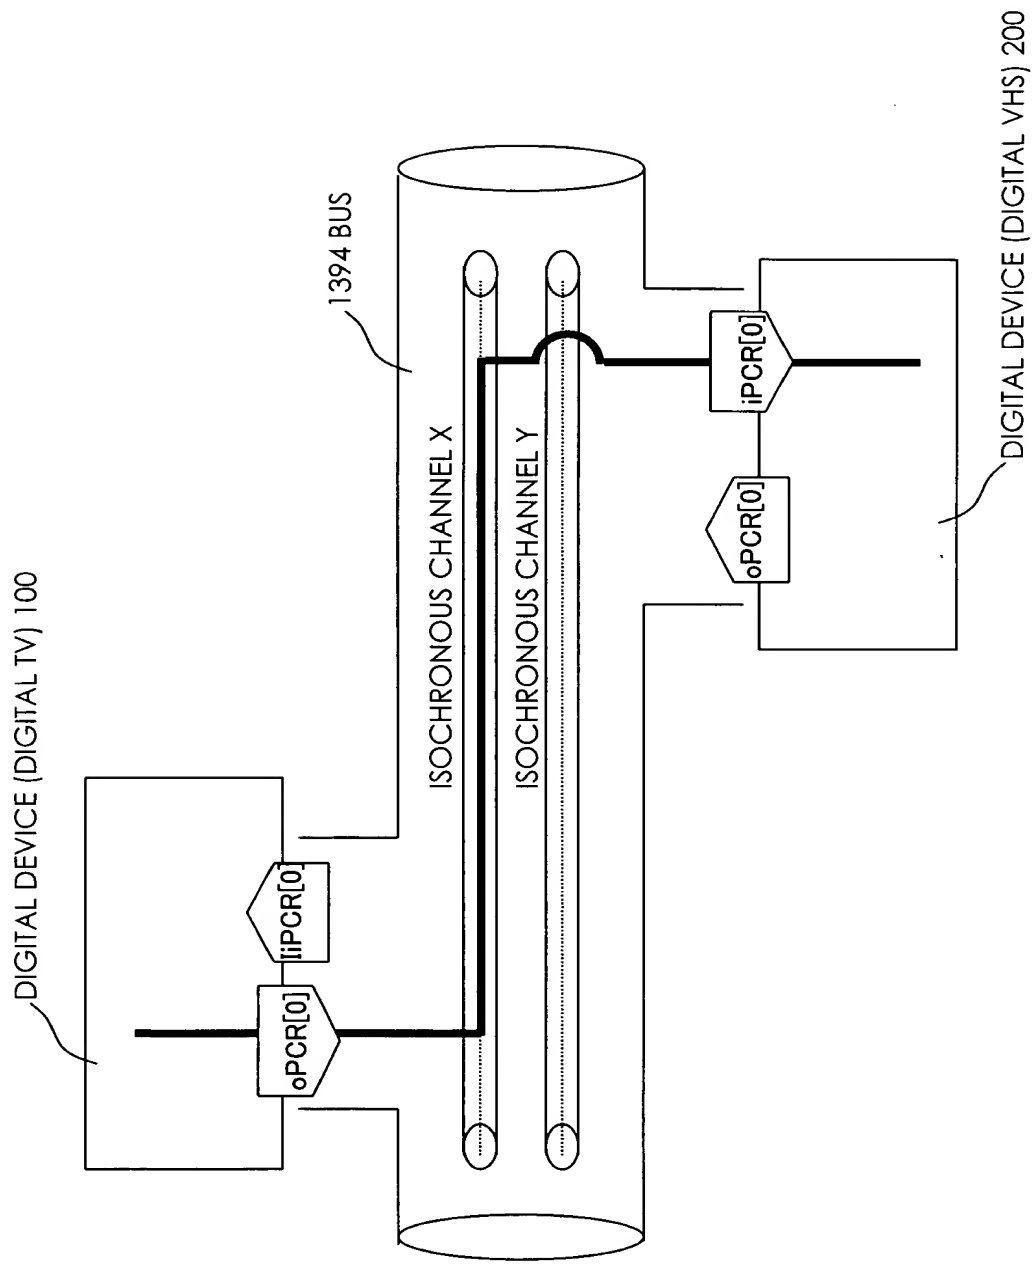 DIGITAL DEVICE (DIGITAL TV) 100
oPCR[0]
IiPCR[0]
1394 BUS
ISOCHRONOUS CHANNEL X
ISOCHRONOUS CHANNEL Y
oPCR[0]
iPCR[0]
DIGITAL DEVICE (DIGITAL VHS) 200